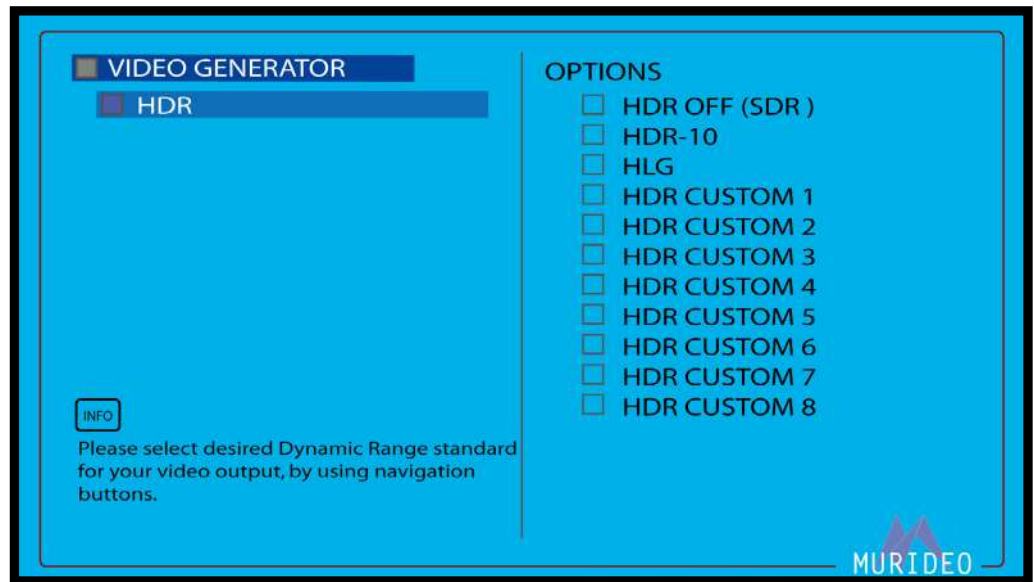 VIDEO GENERATOR
HDR
INFO
Please select desired Dynamic Range standard
for your video output, by using navigation
buttons.
OPTIONS
HDR OFF (SDR )
HDR-10
HLG
HDR CUSTOM 1
HDR CUSTOM 2
HDR CUSTOM 3
HDR CUSTOM 4
HDR CUSTOM 5
HDR CUSTOM 6
HDR CUSTOM 7
HDR CUSTOM 8
MURIDEO